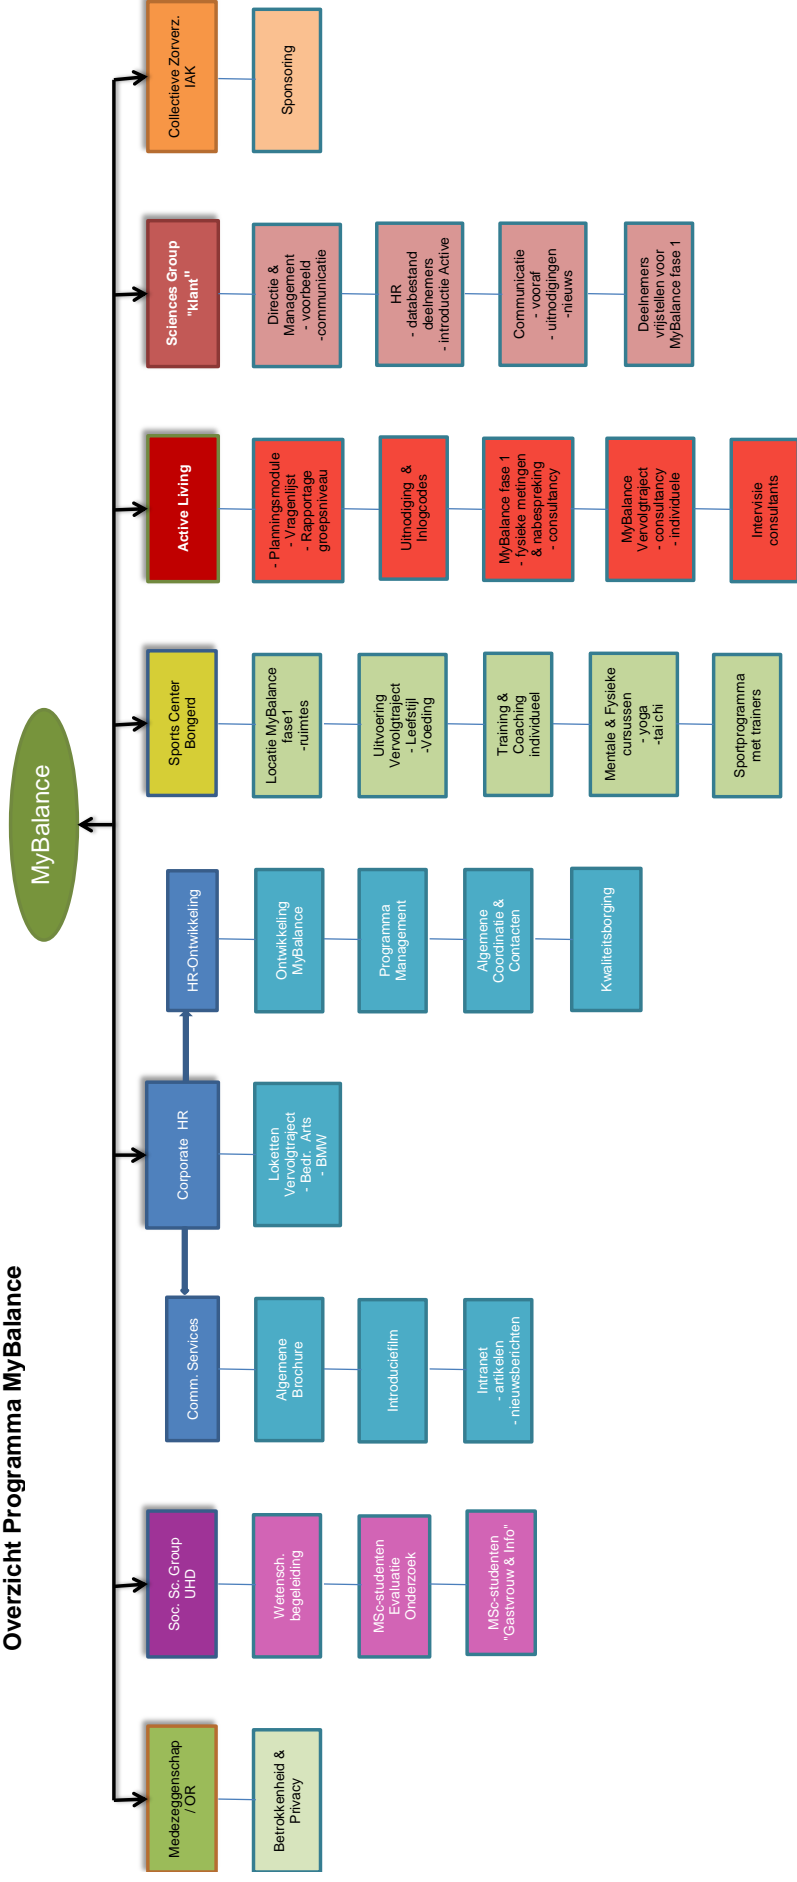 Overzicht Programma MyBalance
MyBalance
Medezeggenschap
/ OR
Betrokkenheid &
Privacy
Soc. Sc. Group
UHD
Wetensch.
begeleiding
MSc-studenten
Evaluatie
Onderzoek
MSc-studenten
"Gastvrouw & Info"
Comm. Services
Algemene
Brochure
Introduciefilm
Intranet
- artikelen
- nieuwsberichten
Corporate HR
Loketten
Vervolgtraject
- Bedr. Arts
- BMW
HR-Ontwikkeling
Ontwikkeling
MyBalance
Programma
Management
Algemene
Coordinatie &
Contacten
Kwaliteitsborging
Sports Center
Bongerd
Locatie MyBalance
fase1
-ruimtes
Uitvoering
Vervolgtraject
- Leefstijl
-Voeding
Training &
Coaching
individueel
Mentale & Fysieke
cursussen
- yoga
-tai chi
Sportprogramma
met trainers
Active Living
- Planningsmodule
- Vragenlijst
- Rapportage
groepsniveau
Uitnodiging &
Inlogcodes
MyBalance fase 1
- fysieke metingen
& nabespreking
- consultancy
MyBalance
Vervolgtraject
- consultancy
- individuele
Intervisie
consultants
Sciences Group
"klant"
Directie &
Management
- voorbeeld
-communicatie
HR
- databestand
deelnemers
- introductie Active
Communicatie
- vooraf
- uitnodigingen
-nieuws
Deelnemers
vrijstellen voor
MyBalance fase 1
Collectieve Zorverz.
IAK
Sponsoring